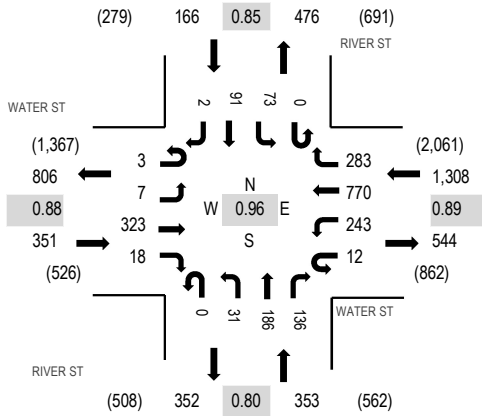 (279) 166 0.85 476 (691)
RIVER ST
2 91 73 0
WATER ST
(1,367) 3 283 (2,061)
806 7 N 770 1,308
0.88 W 0.96 E 0.89
351 323 S 243 544
(526) 18 12 (862)
0 31 186 136
WATER ST
RIVER ST
(508) 352 0.80 353 (562)